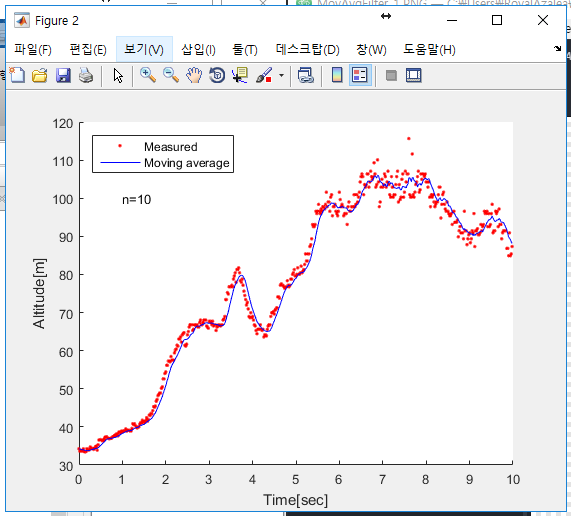 MovAvgFilter_1.PNG — C:\Users\RoyalAzalea\
Figure 2
파일(F) 편집(E) 보기(V) 삽입(I) 툴(T) 데스크탑(D) 창(W) 도움말(H)
120
110
100
90
80
70
60
50
40
30
Measured
Moving average
n=10
Altitude[m]
0 1 2 3 4 5 6 7 8 9 10
Time[sec]